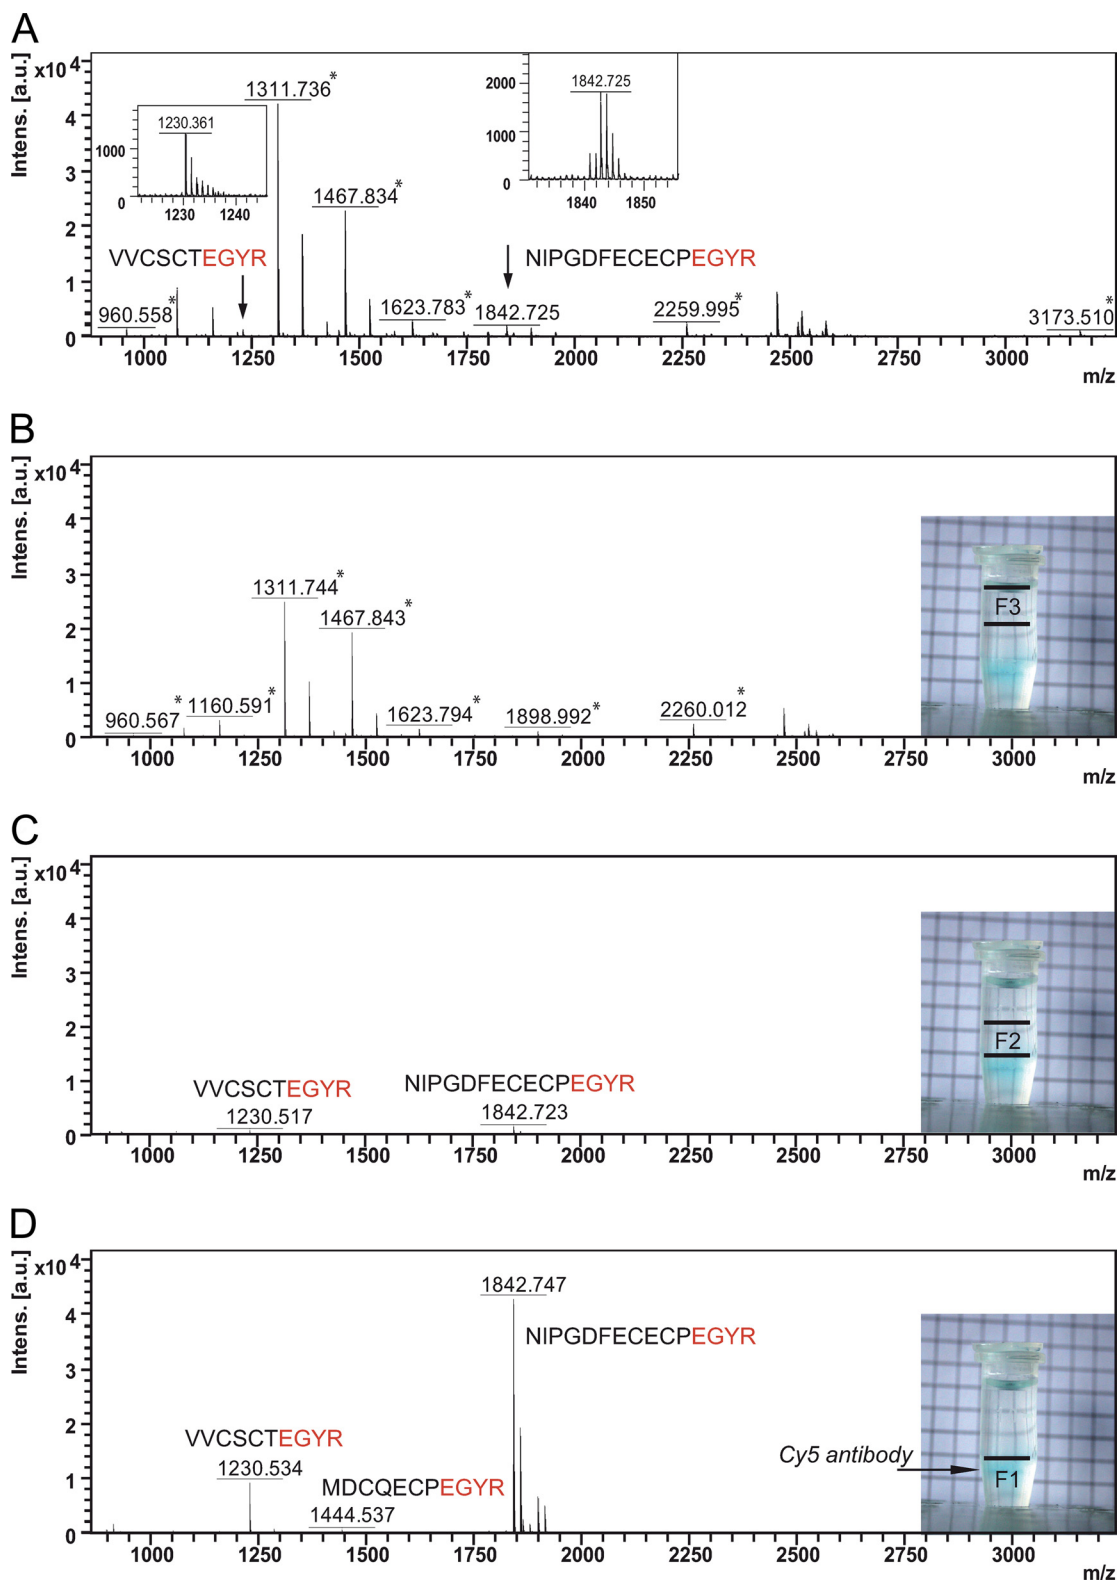 A
Intens. [a.u.]
x10⁴
4
3
2
1
0
1311.736*
1230.361
1000
0
1230 1240
1842.725
2000
1000
0
1840 1850
1467.834*
VVCSCTEGYR
NIPGDFECECPEGYR
960.558*
1623.783*
1842.725
2259.995*
3173.510*
1000 1250 1500 1750 2000 2250 2500 2750 3000
m/z
B
Intens. [a.u.]
x10⁴
4
3
2
1
0
1311.744*
1467.843*
960.567*
1160.591*
1623.794*
1898.992*
2260.012*
F3
1000 1250 1500 1750 2000 2250 2500 2750 3000
m/z
C
Intens. [a.u.]
x10⁴
4
3
2
1
0
VVCSCTEGYR
1230.517
NIPGDFECECPEGYR
1842.723
F2
1000 1250 1500 1750 2000 2250 2500 2750 3000
m/z
D
Intens. [a.u.]
x10⁴
4
3
2
1
0
1842.747
NIPGDFECECPEGYR
VVCSCTEGYR
1230.534
MDCQECPEGYR
1444.537
Cy5 antibody
F1
1000 1250 1500 1750 2000 2250 2500 2750 3000
m/z